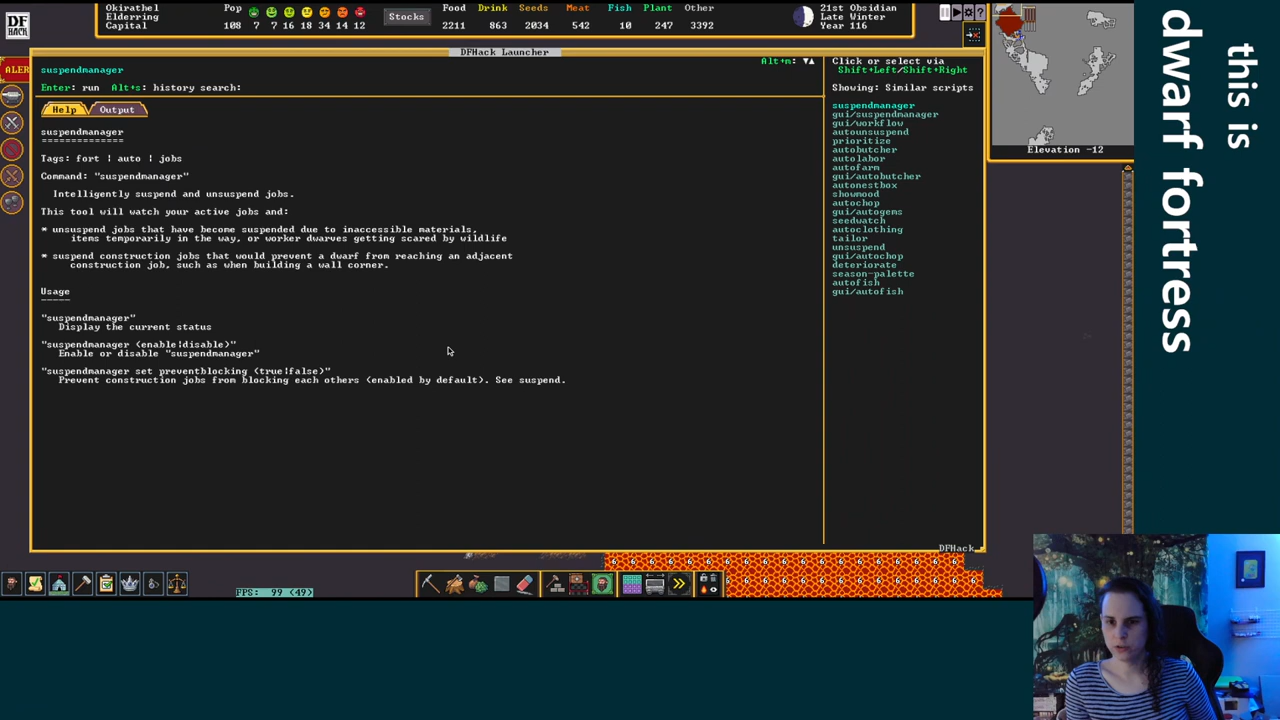 DF HACK
Okirathel
Elderring
Capital
Pop
108 7 7 16 18 34 14 12
Stocks
Food Drink Seeds Meat Fish Plant Other
2211 863 2034 542 10 247 3392
21st Obsidian
Late Winter
Year 116
this is
dwarf fortress
ALER
DFHack Launcher
suspendmanager
Alt+m:
Enter: run Alt+s: history search:
Help Output
suspendmanager
==============
Tags: fort | auto | jobs
Command: "suspendmanager"
Intelligently suspend and unsuspend jobs.
This tool will watch your active jobs and:
* unsuspend jobs that have become suspended due to inaccessible materials,
items temporarily in the way, or worker dwarves getting scared by wildlife
* suspend construction jobs that would prevent a dwarf from reaching an adjacent
construction job, such as when building a wall corner.
Usage
-----
"suspendmanager"
Display the current status
"suspendmanager (enable|disable)"
Enable or disable "suspendmanager"
"suspendmanager set preventblocking (true|false)"
Prevent construction jobs from blocking each others (enabled by default). See suspend.
Click or select via
Shift+Left/Shift+Right
Showing: Similar scripts
suspendmanager
gui/suspendmanager
gui/workflow
autounsuspend
prioritize
autobutcher
autolabor
autofarm
gui/autobutcher
autonestbox
showmood
autochop
gui/autogems
seedwatch
autoclothing
tailor
unsuspend
gui/autochop
deteriorate
season-palette
autofish
gui/autofish
DFHack
Elevation -12
FPS: 99 (49)